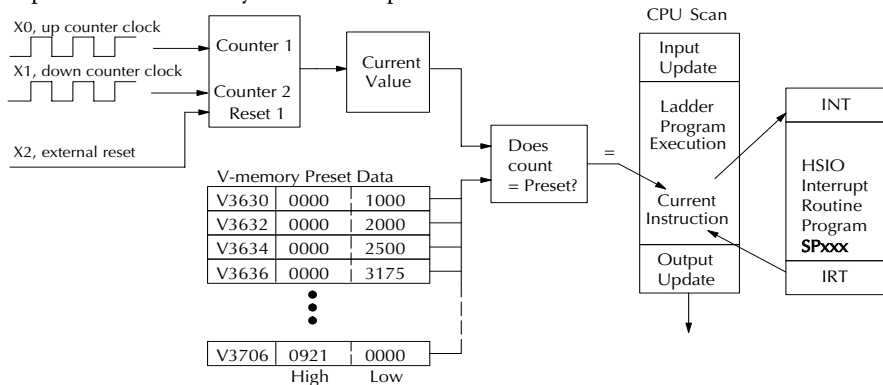 X0, up counter clock
X1, down counter clock
X2, external reset
Counter 1
Counter 2
Reset 1
Current
Value
V-memory Preset Data
V3630 0000 1000
V3632 0000 2000
V3634 0000 2500
V3636 0000 3175
V3706 0921 0000
High Low
Does
count
= Preset?
=
CPU Scan
Input
Update
Ladder
Program
Execution
Current
Instruction
Output
Update
INT
HSIO
Interrupt
Routine
Program
SPxxx
IRT